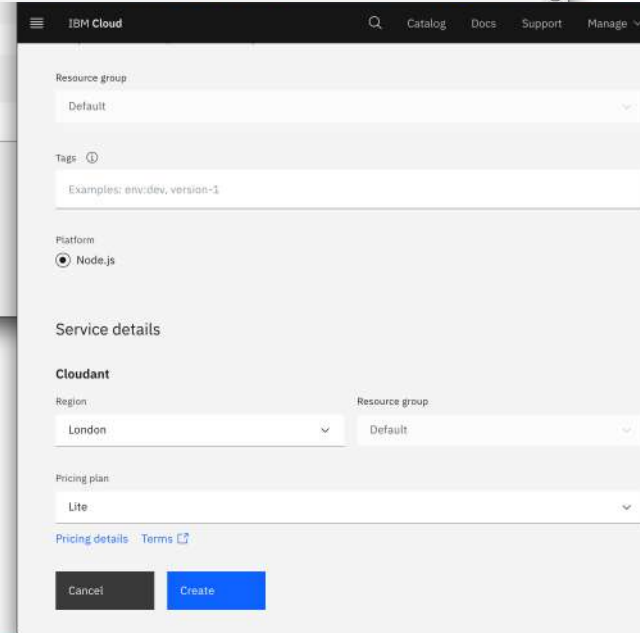 IBM Cloud Catalog Docs Support Manage
Resource group
Default
Tags
Examples: env:dev, version-1
Platform
Node.js
Service details
Cloudant
Region Resource group
London Default
Pricing plan
Lite
Pricing details Terms
Cancel Create